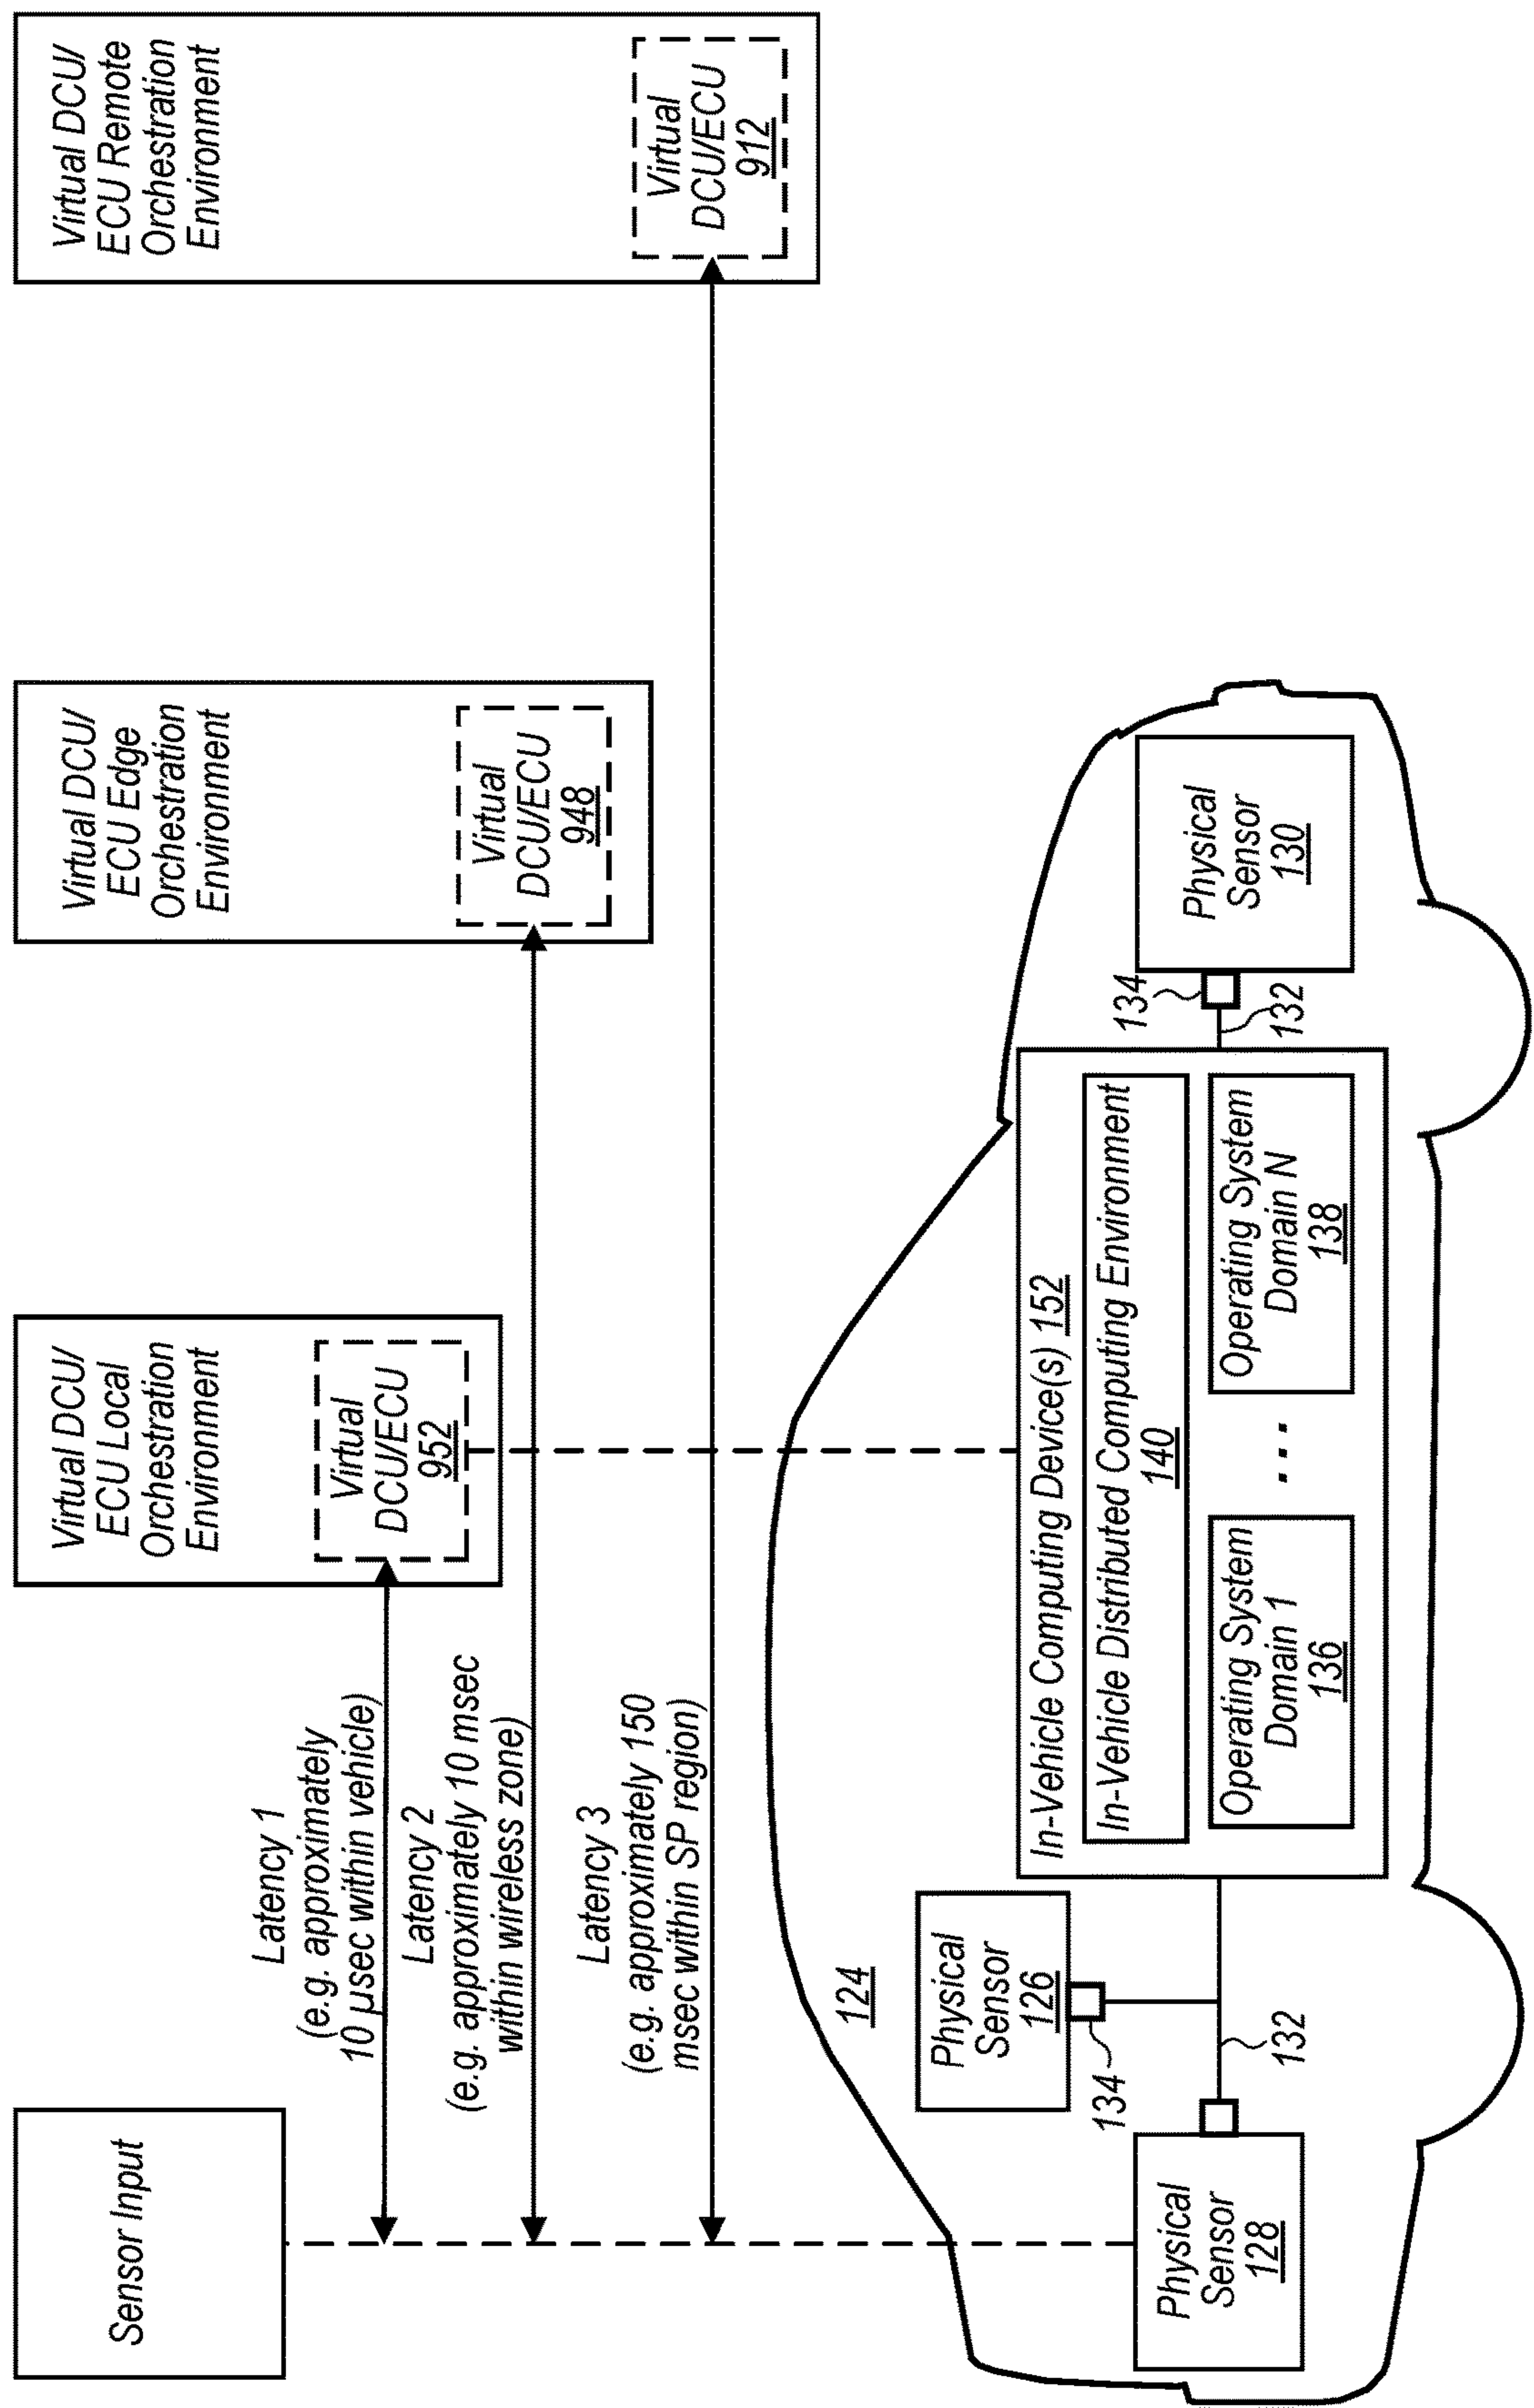 Sensor Input
Virtual DCU/
ECU Local
Orchestration
Environment
Virtual
DCU/ECU
952
Virtual DCU/
ECU Edge
Orchestration
Environment
Virtual
DCU/ECU
948
Virtual DCU/
ECU Remote
Orchestration
Environment
Virtual
DCU/ECU
912
Latency 1
(e.g. approximately
10 µsec within vehicle)
Latency 2
(e.g. approximately 10 msec
within wireless zone)
Latency 3
(e.g. approximately 150
msec within SP region)
124
Physical
Sensor
126
134
Physical
Sensor
128
132
In-Vehicle Computing Device(s) 152
In-Vehicle Distributed Computing Environment
140
Operating System
Domain 1
136
...
Operating System
Domain N
138
134
132
Physical
Sensor
130